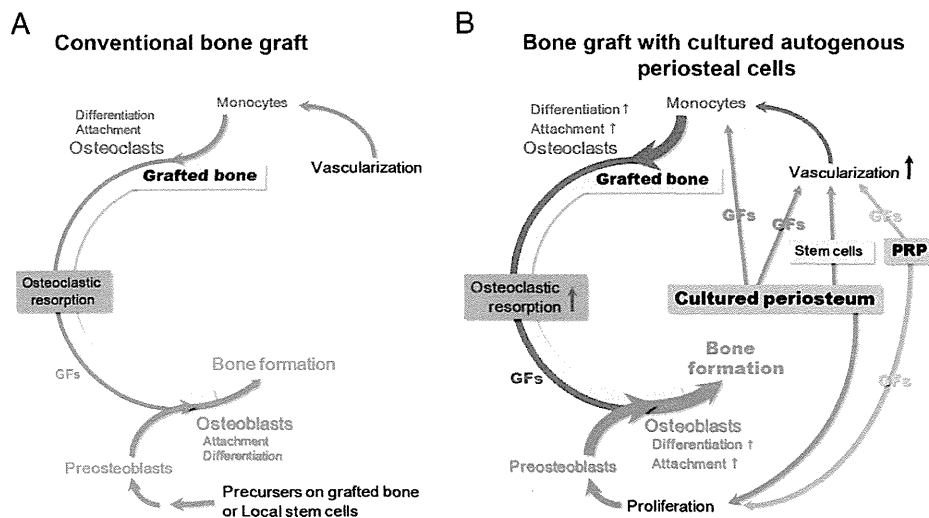 A
Conventional bone graft
Monocytes
Differentiation
Attachment
Osteoclasts
Vascularization
Grafted bone
Osteoclastic
resorption
GFs
Bone formation
Osteoblasts
Attachment
Differentiation
Preosteoblasts
Precursers on grafted bone
or Local stem cells
B
Bone graft with cultured autogenous
periosteal cells
Monocytes
Differentiation ↑
Attachment ↑
Osteoclasts
Vascularization ↑
Grafted bone
GFs
GFs
GFs
Stem cells
PRP
Osteoclastic
resorption ↑
Cultured periosteum
Bone
formation
GFs
GFs
Osteoblasts
Differentiation ↑
Attachment ↑
Preosteoblasts
Proliferation